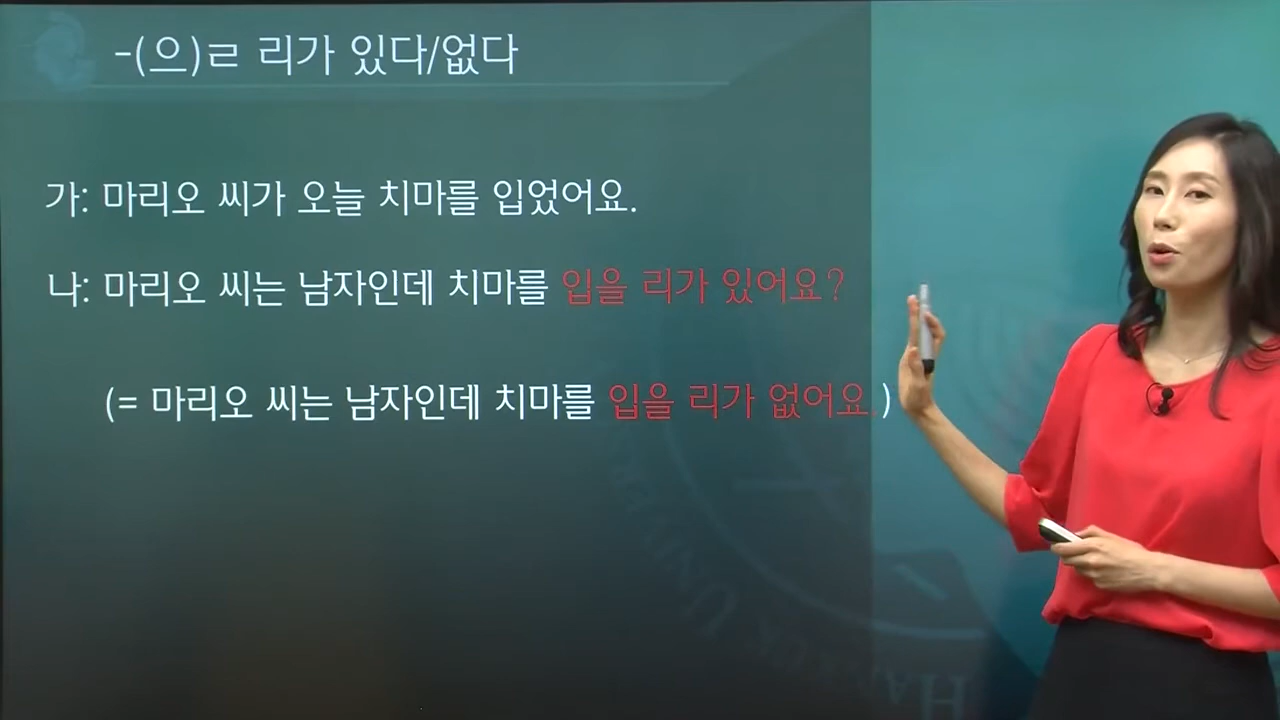 -(으)ㄹ 리가 있다/없다
가: 마리오 씨가 오늘 치마를 입었어요.
나: 마리오 씨는 남자인데 치마를 입을 리가 있어요?
(= 마리오 씨는 남자인데 치마를 입을 리가 없어요.)